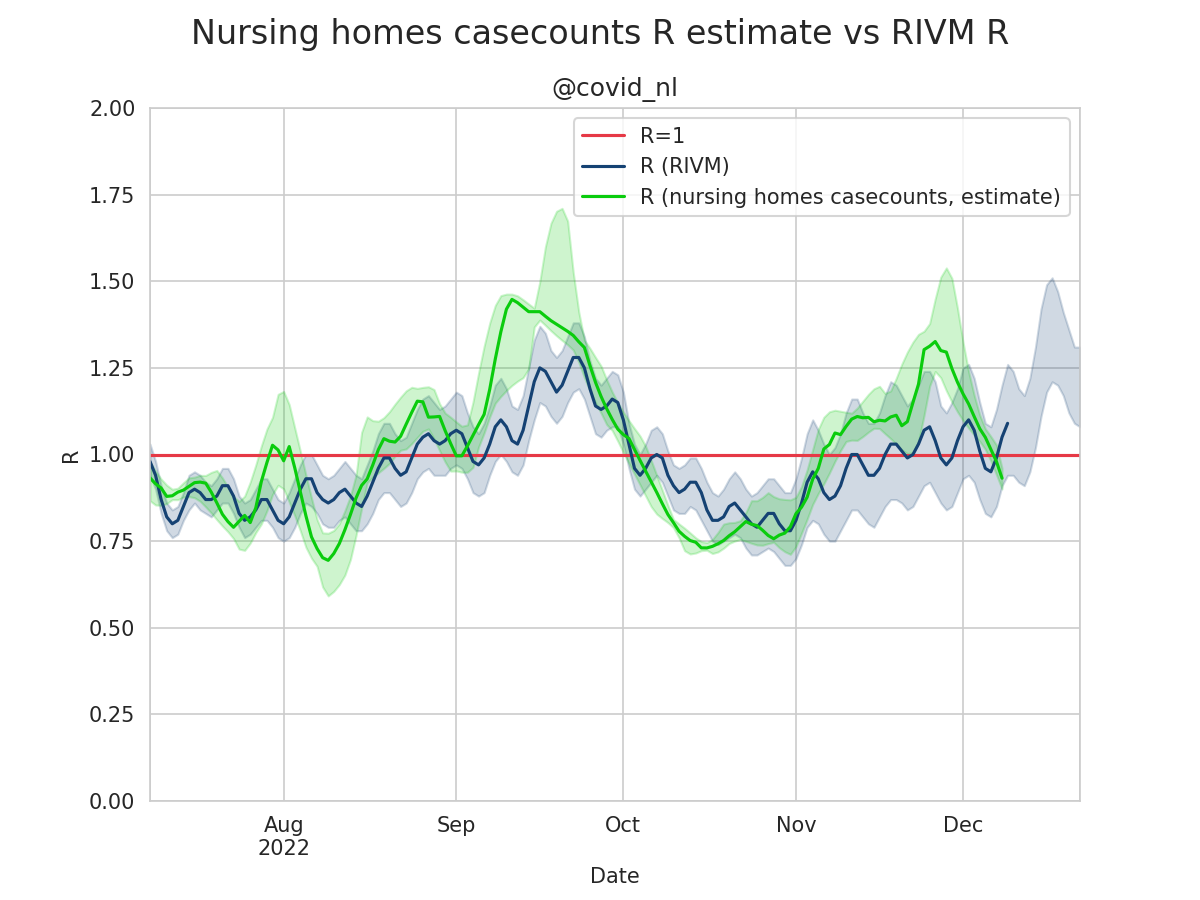 Nursing homes casecounts R estimate vs RIVM R
@covid_nl
R=1
R (RIVM)
R (nursing homes casecounts, estimate)
2.00
1.75
1.50
1.25
1.00
0.75
0.50
0.25
0.00
R
Aug
2022
Sep
Oct
Nov
Dec
Date